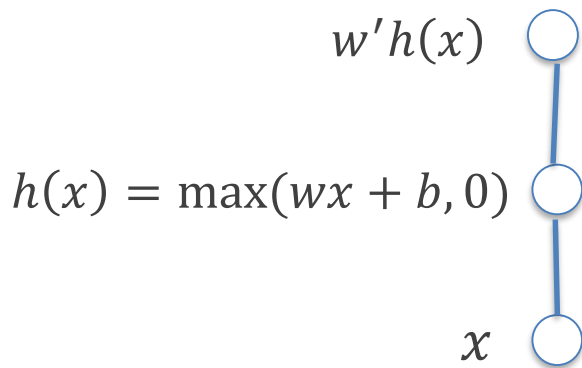 w′h(x)
h(x) = max(wx + b, 0)
x